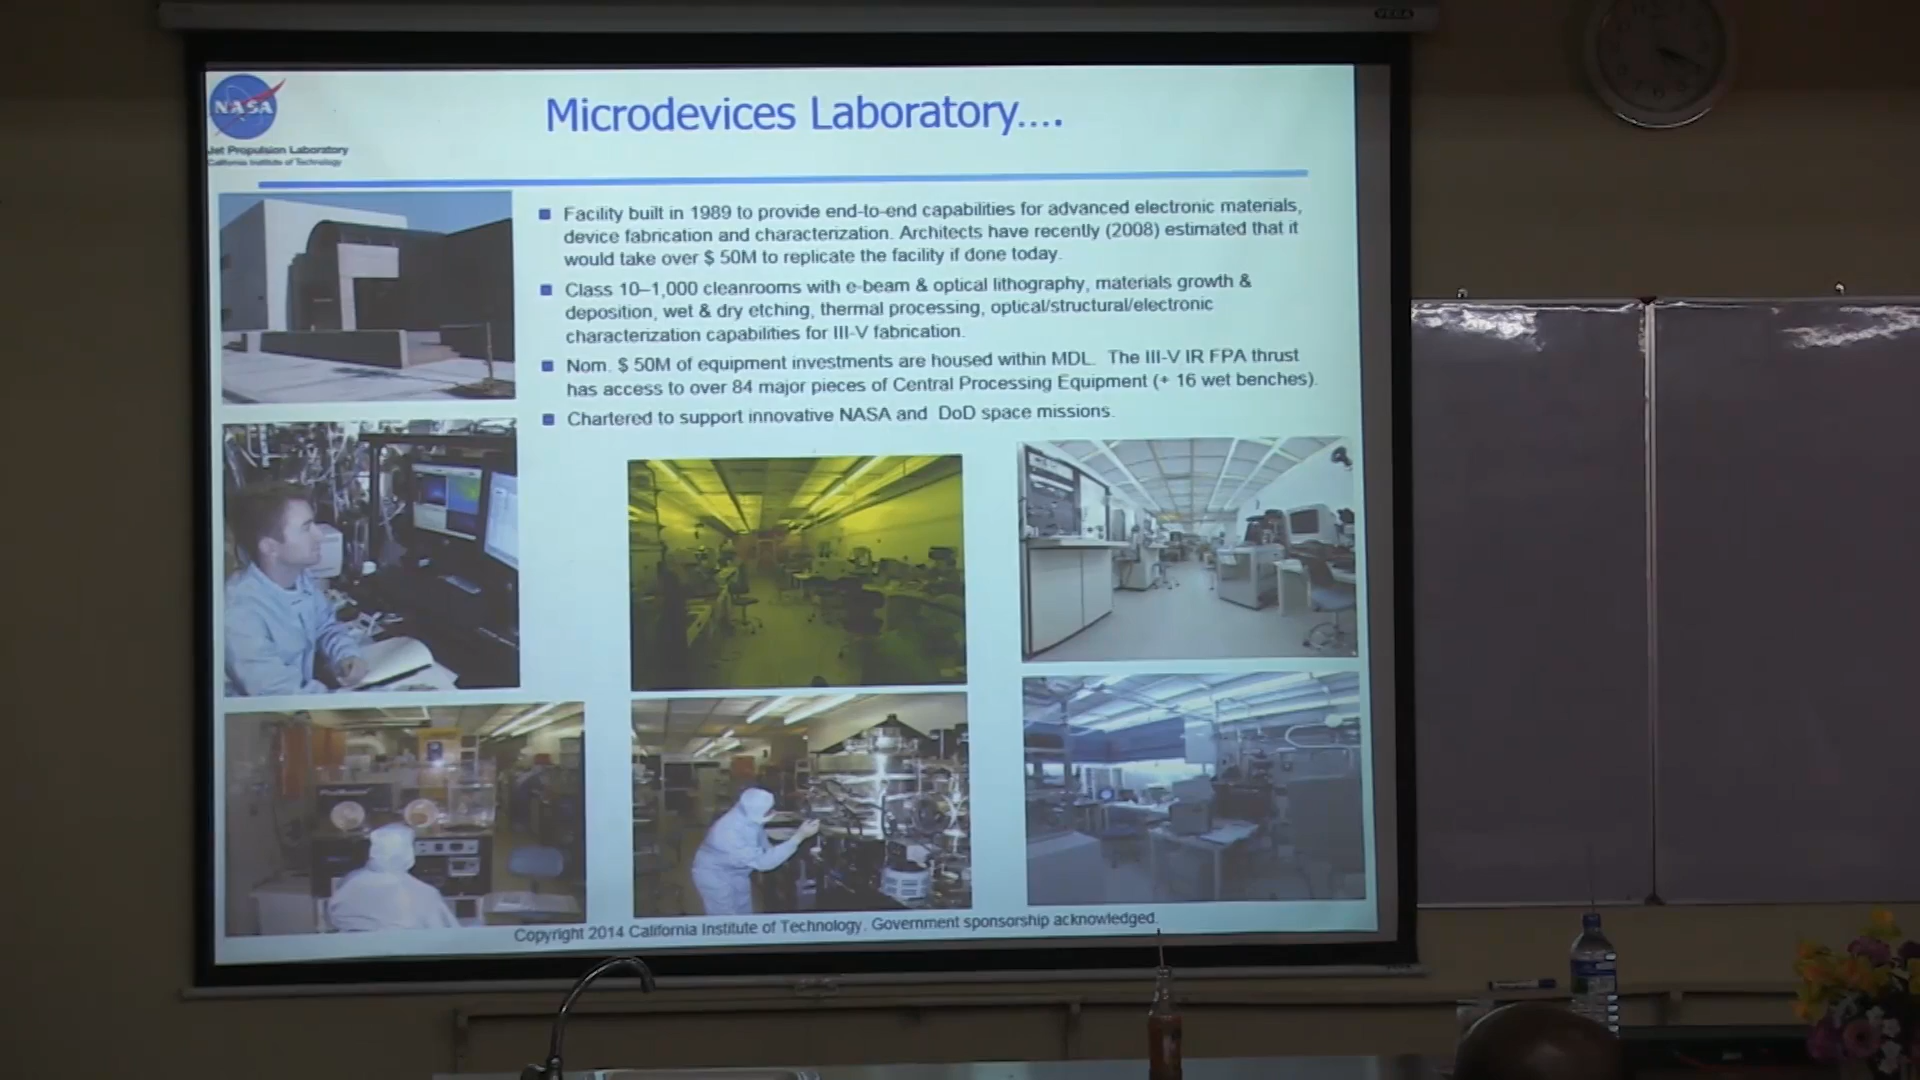 VEGA
NASA
Jet Propulsion Laboratory
California Institute of Technology
Microdevices Laboratory....
Facility built in 1989 to provide end-to-end capabilities for advanced electronic materials,
device fabrication and characterization. Architects have recently (2008) estimated that it
would take over $ 50M to replicate the facility if done today.
Class 10–1,000 cleanrooms with e-beam & optical lithography, materials growth &
deposition, wet & dry etching, thermal processing, optical/structural/electronic
characterization capabilities for III-V fabrication.
Nom. $ 50M of equipment investments are housed within MDL. The III-V IR FPA thrust
has access to over 84 major pieces of Central Processing Equipment (+ 16 wet benches).
Chartered to support innovative NASA and DoD space missions.
Copyright 2014 California Institute of Technology. Government sponsorship acknowledged.